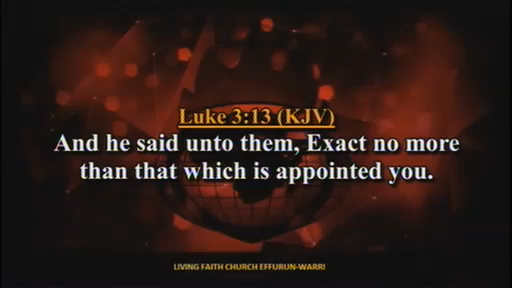 Luke 3:13 (KJV)
And he said unto them, Exact no more
than that which is appointed you.
LIVING FAITH CHURCH EFFURUN-WARRI